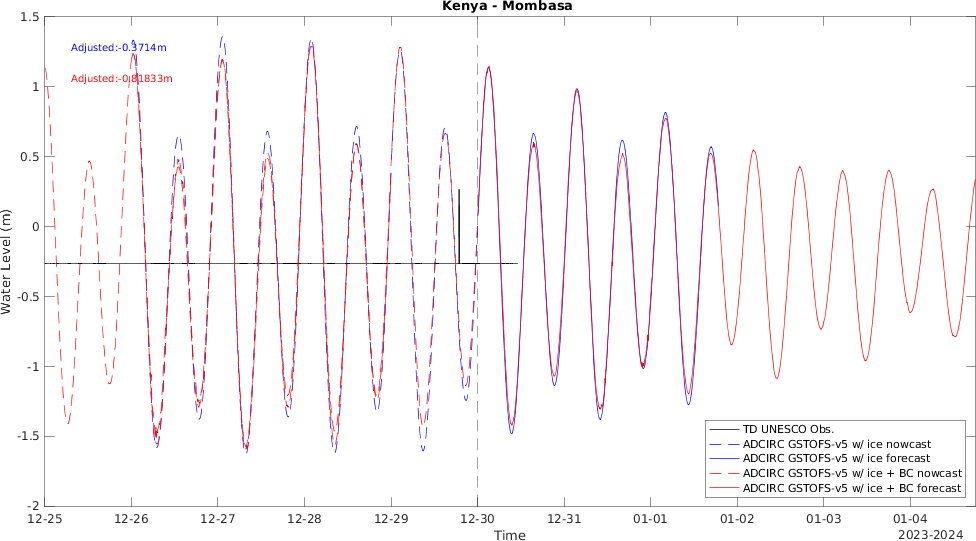 Kenya - Mombasa
1.5
Adjusted:-0.3714m
Adjusted:-0.81833m
1
0.5
0
-0.5
-1
-1.5
-2
Water Level (m)
TD UNESCO Obs.
ADCIRC GSTOFS-v5 w/ ice nowcast
ADCIRC GSTOFS-v5 w/ ice forecast
ADCIRC GSTOFS-v5 w/ ice + BC nowcast
ADCIRC GSTOFS-v5 w/ ice + BC forecast
12-25 12-26 12-27 12-28 12-29 12-30 12-31 01-01 01-02 01-03 01-04
Time
2023-2024